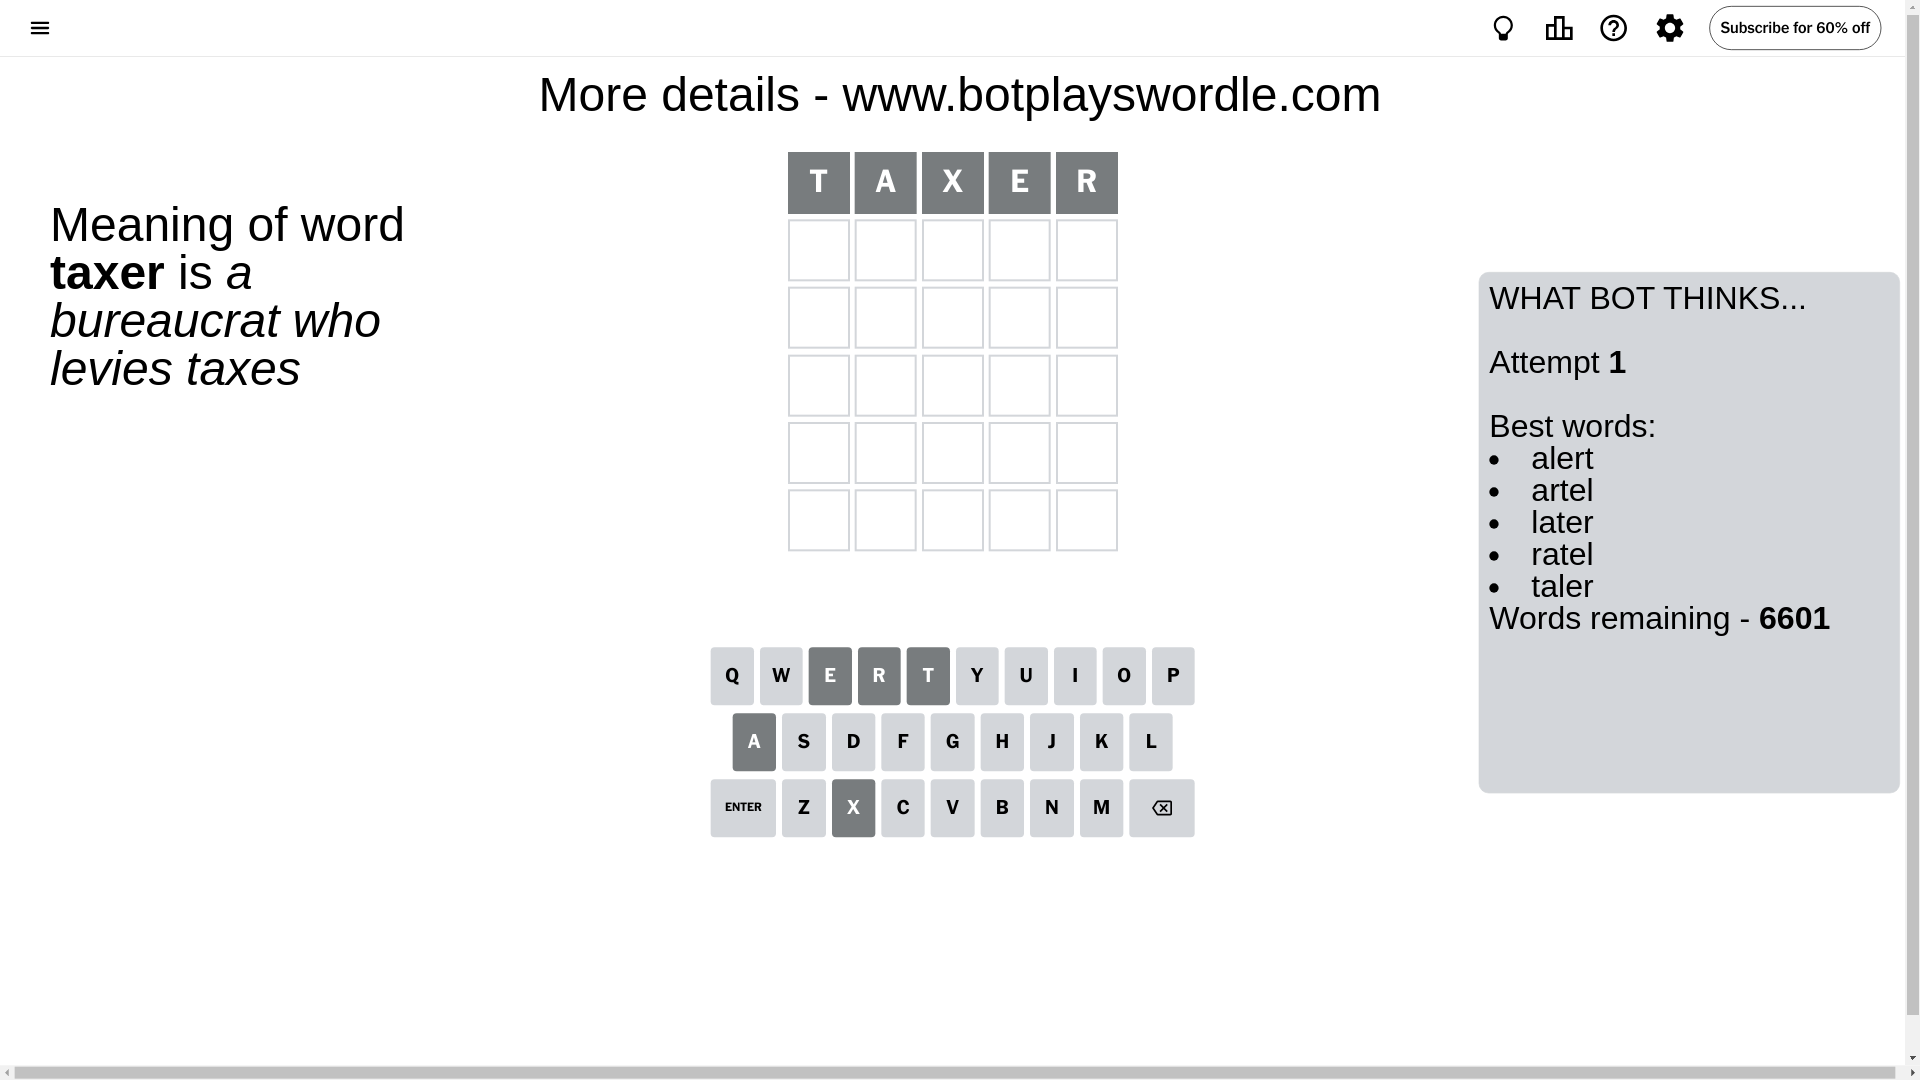 Subscribe for 60% off
More details - www.botplayswordle.com
T A X E R
Meaning of word
taxer is a
bureaucrat who
levies taxes
WHAT BOT THINKS...
Attempt 1
Best words:
• alert
• artel
• later
• ratel
• taler
Words remaining - 6601
Q W E R T Y U I O P
A S D F G H J K L
ENTER Z X C V B N M